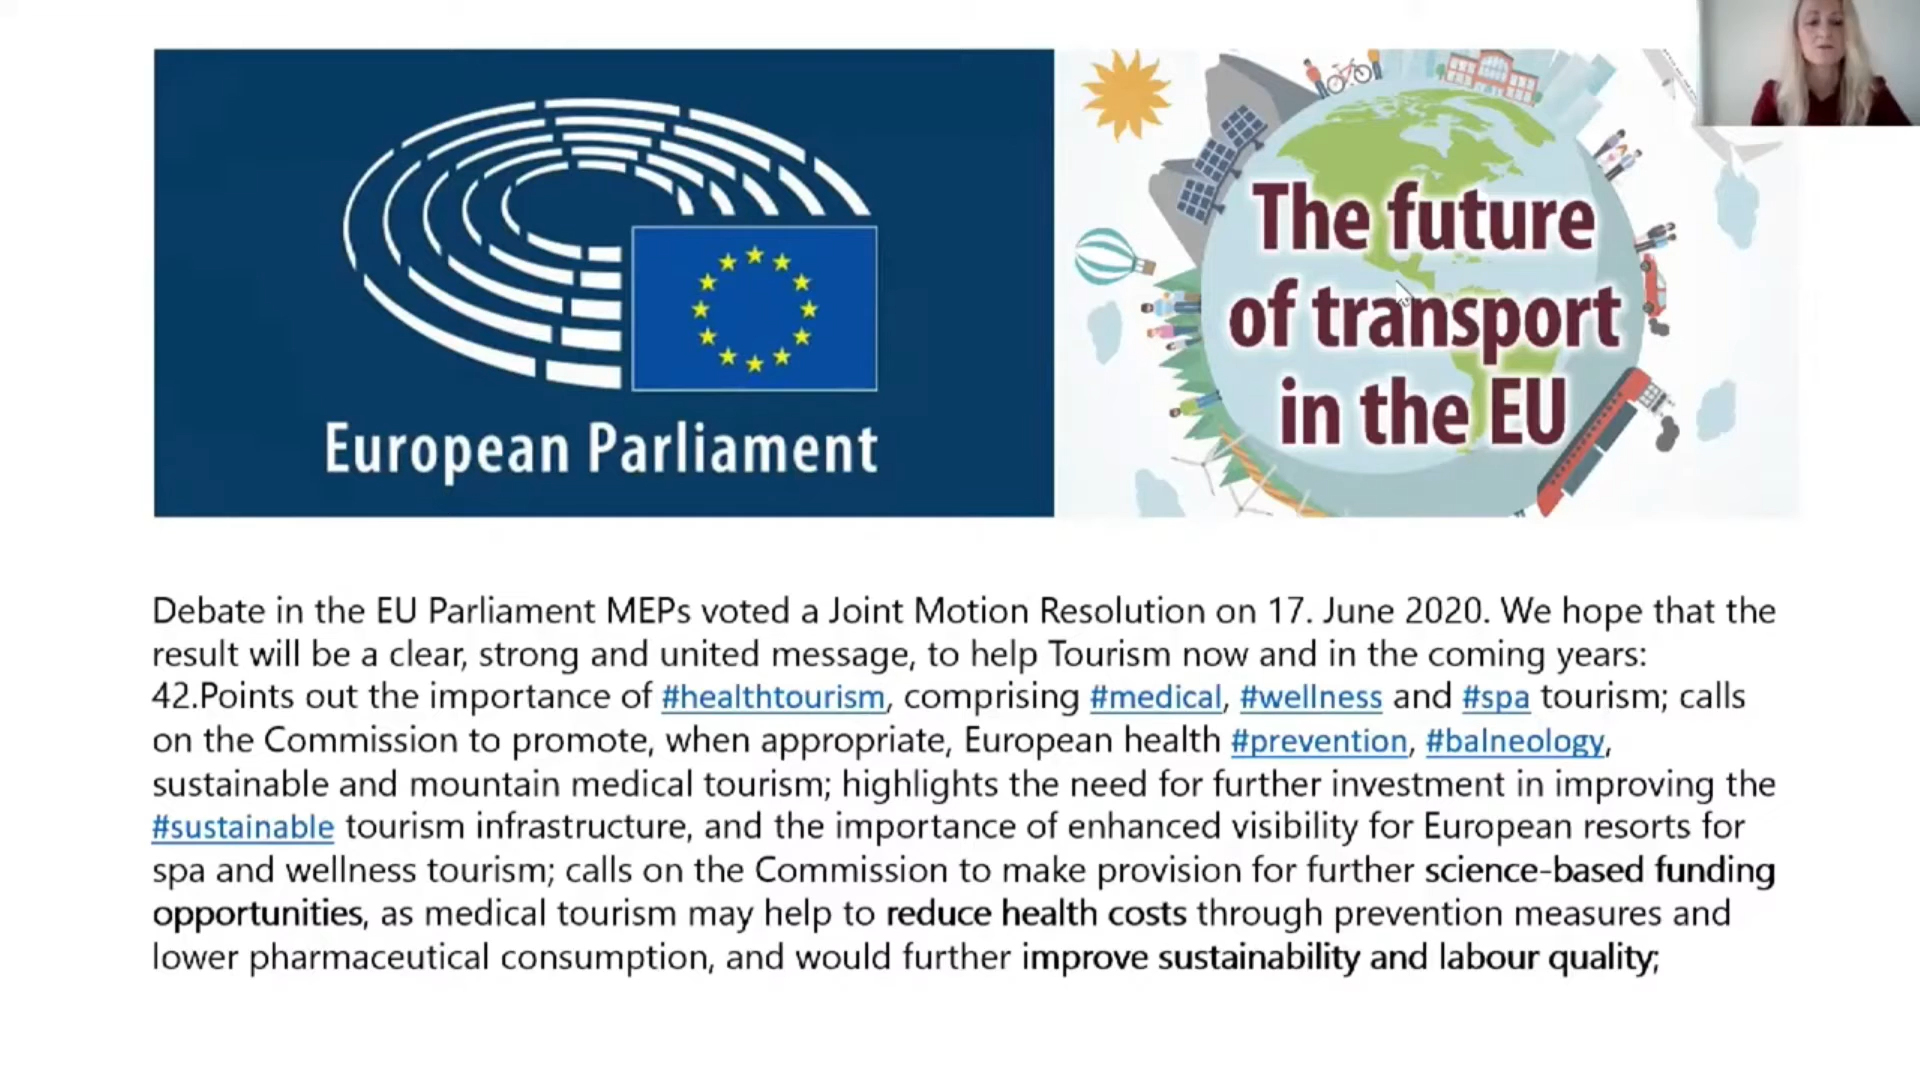 European Parliament
The future
of transport
in the EU
Debate in the EU Parliament MEPs voted a Joint Motion Resolution on 17. June 2020. We hope that the
result will be a clear, strong and united message, to help Tourism now and in the coming years:
42.Points out the importance of #healthtourism, comprising #medical, #wellness and #spa tourism; calls
on the Commission to promote, when appropriate, European health #prevention, #balneology,
sustainable and mountain medical tourism; highlights the need for further investment in improving the
#sustainable tourism infrastructure, and the importance of enhanced visibility for European resorts for
spa and wellness tourism; calls on the Commission to make provision for further science-based funding
opportunities, as medical tourism may help to reduce health costs through prevention measures and
lower pharmaceutical consumption, and would further improve sustainability and labour quality;